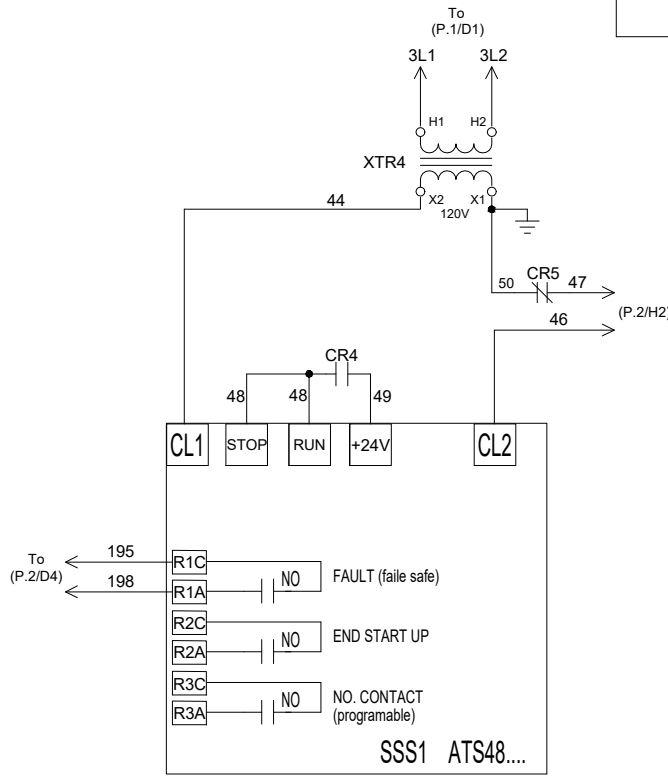 To
(P.1/D1)
3L1 3L2
H1 H2
XTR4
X2 X1
120V
44
50 CR5 47
(P.2/H2)
46
CR4
48 48 49
CL1 STOP RUN +24V CL2
To
(P.2/D4)
195
198
R1C
R1A
NO
FAULT (faile safe)
R2C
R2A
NO
END START UP
R3C
R3A
NO
NO. CONTACT
(programable)
SSS1 ATS48....